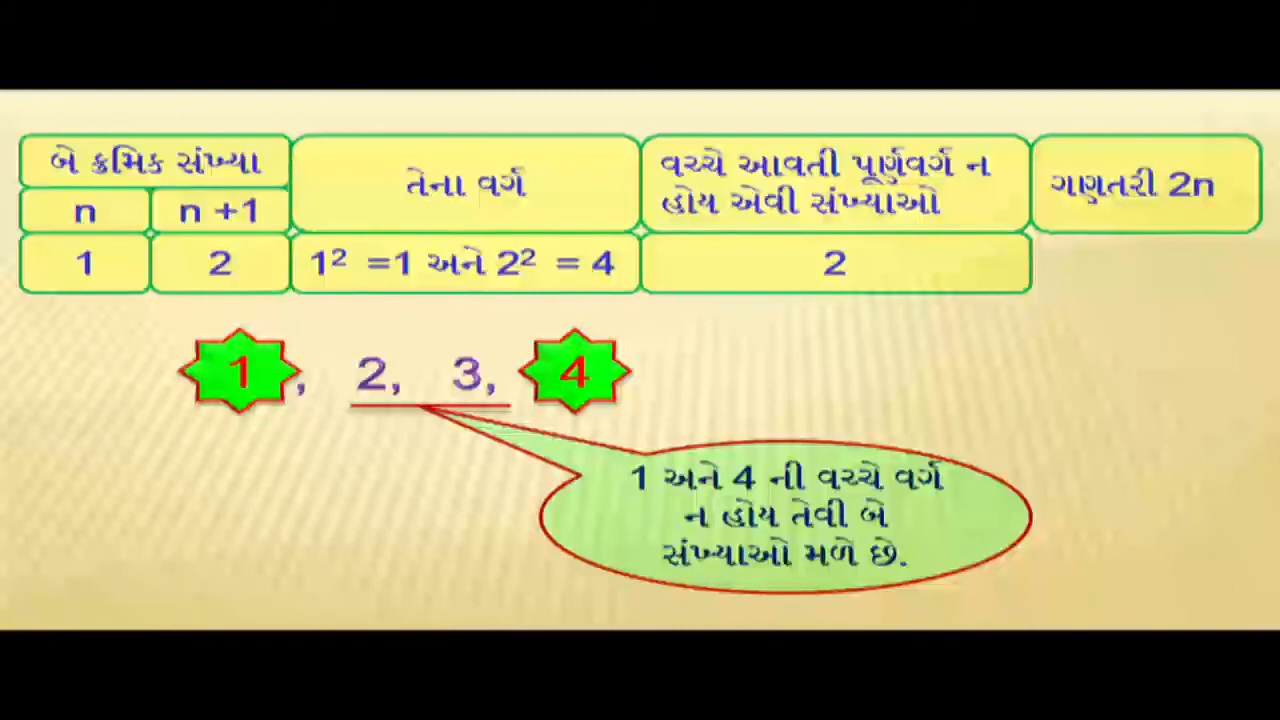 બે ક્રમિક સંખ્યા
n
n +1
તેના વર્ગ
વચ્ચે આવતી પૂર્ણવર્ગ ન
હોય એવી સંખ્યાઓ
ગણતરી 2n
1
2
1² =1 અને 2² = 4
2
1, 2, 3, 4
1 અને 4 ની વચ્ચે વર્ગ
ન હોય તેવી બે
સંખ્યાઓ મળે છે.